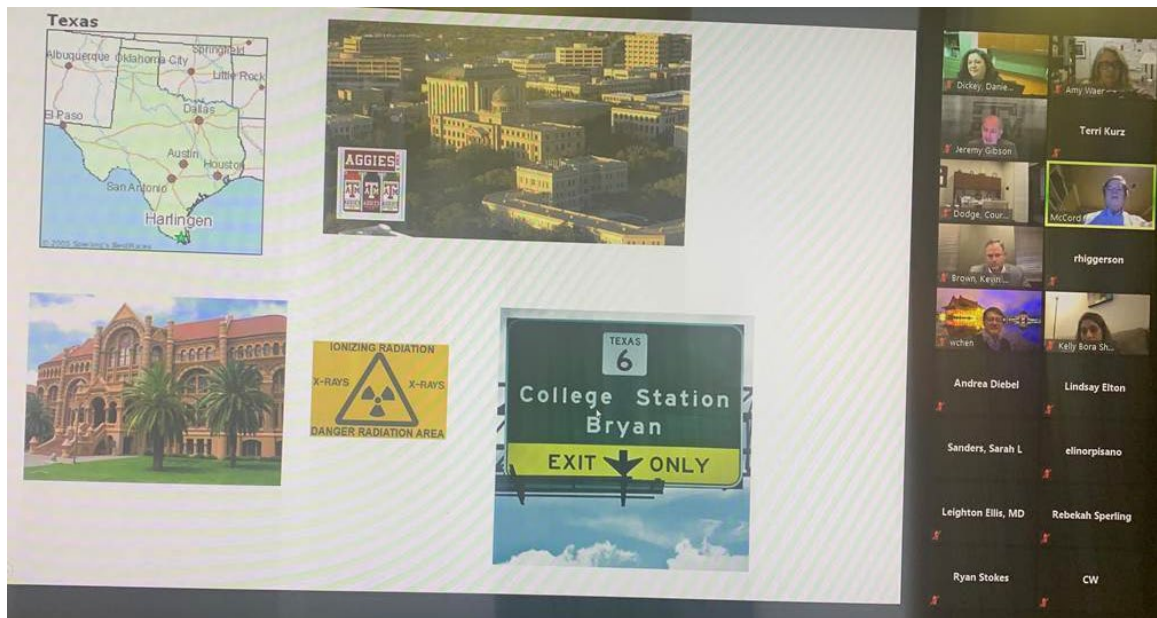 Texas
Albuquerque
Oklahoma City
Springfield
Little Rock
El Paso
Dallas
Austin
Houston
San Antonio
Harlingen
© 2005 Sperling's BestPlaces
AGGIES
IONIZING RADIATION
X-RAYS
X-RAYS
DANGER RADIATION AREA
TEXAS
6
College Station
Bryan
EXIT ONLY
Dickey, Danie...
Amy Waer
Jeremy Gibson
Terri Kurz
Dodge, Cour...
McCord
Brown, Kevin...
rhiggerson
wchen
Kelly Bora Sh...
Andrea Diebel
Lindsay Elton
Sanders, Sarah L
elinorpisano
Leighton Ellis, MD
Rebekah Sperling
Ryan Stokes
CW